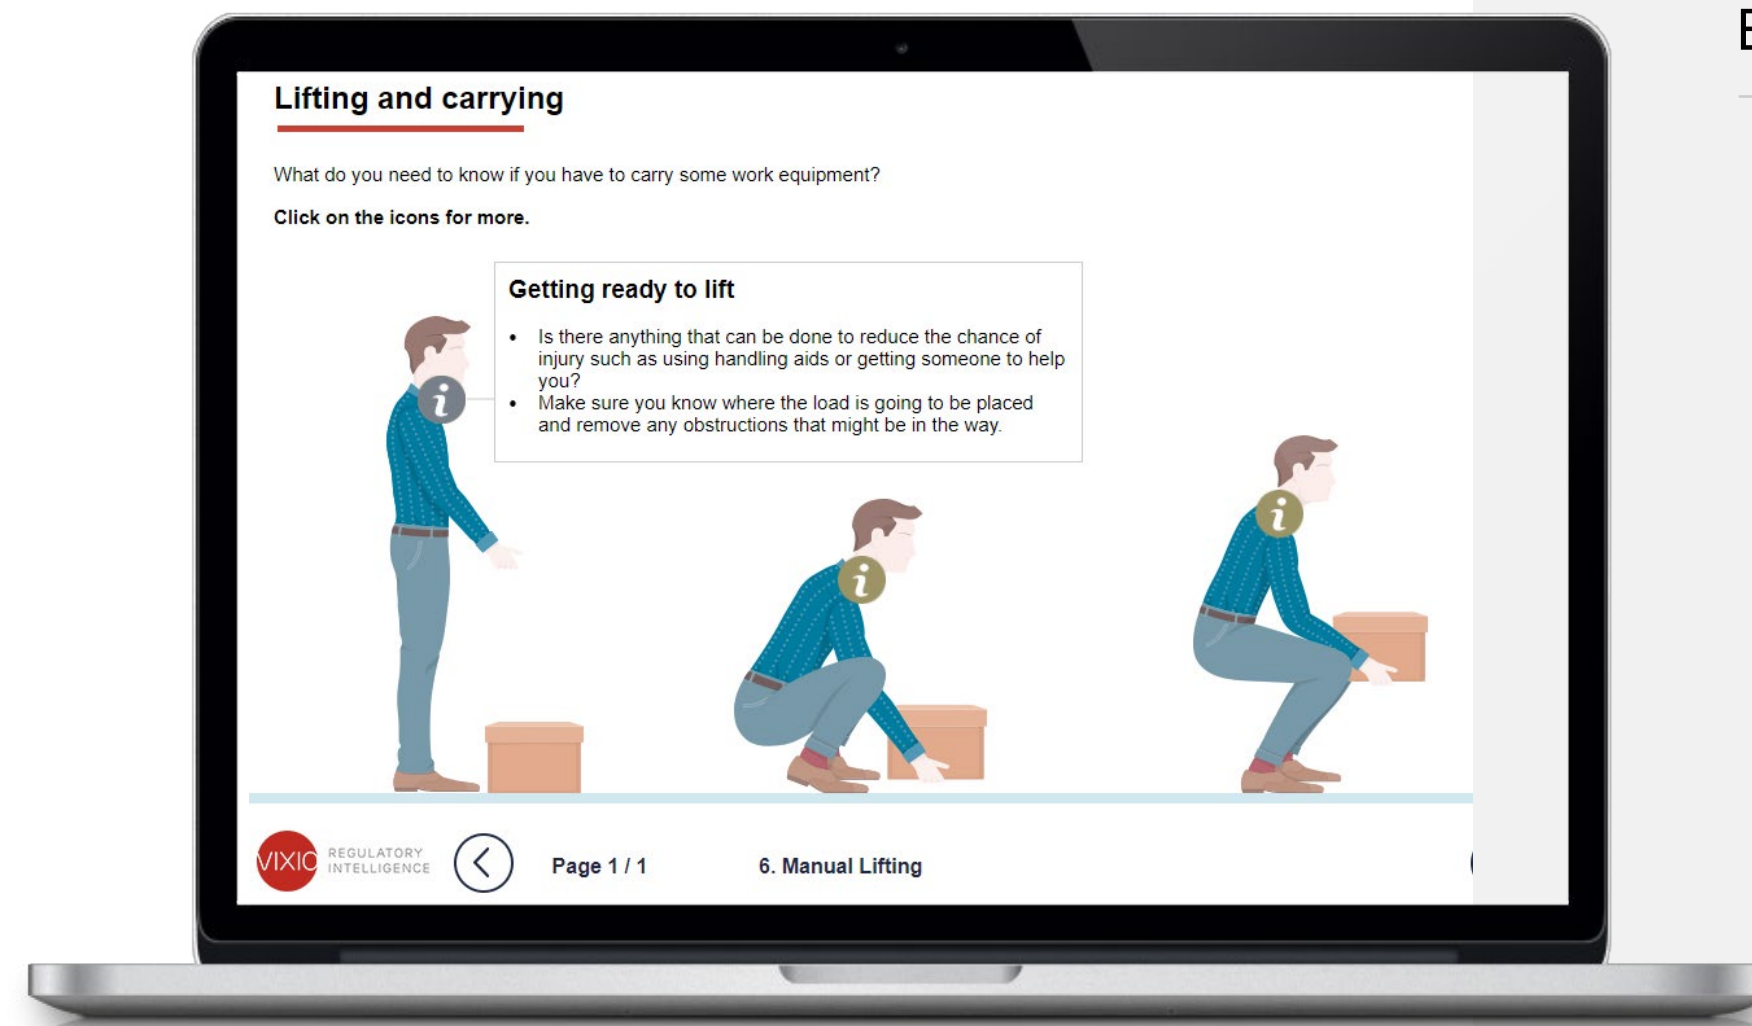 Lifting and carrying
What do you need to know if you have to carry some work equipment?
Click on the icons for more.
Getting ready to lift
• Is there anything that can be done to reduce the chance of
injury such as using handling aids or getting someone to help
you?
• Make sure you know where the load is going to be placed
and remove any obstructions that might be in the way.
i
i
i
VIXIO REGULATORY
INTELLIGENCE
Page 1 / 1
6. Manual Lifting